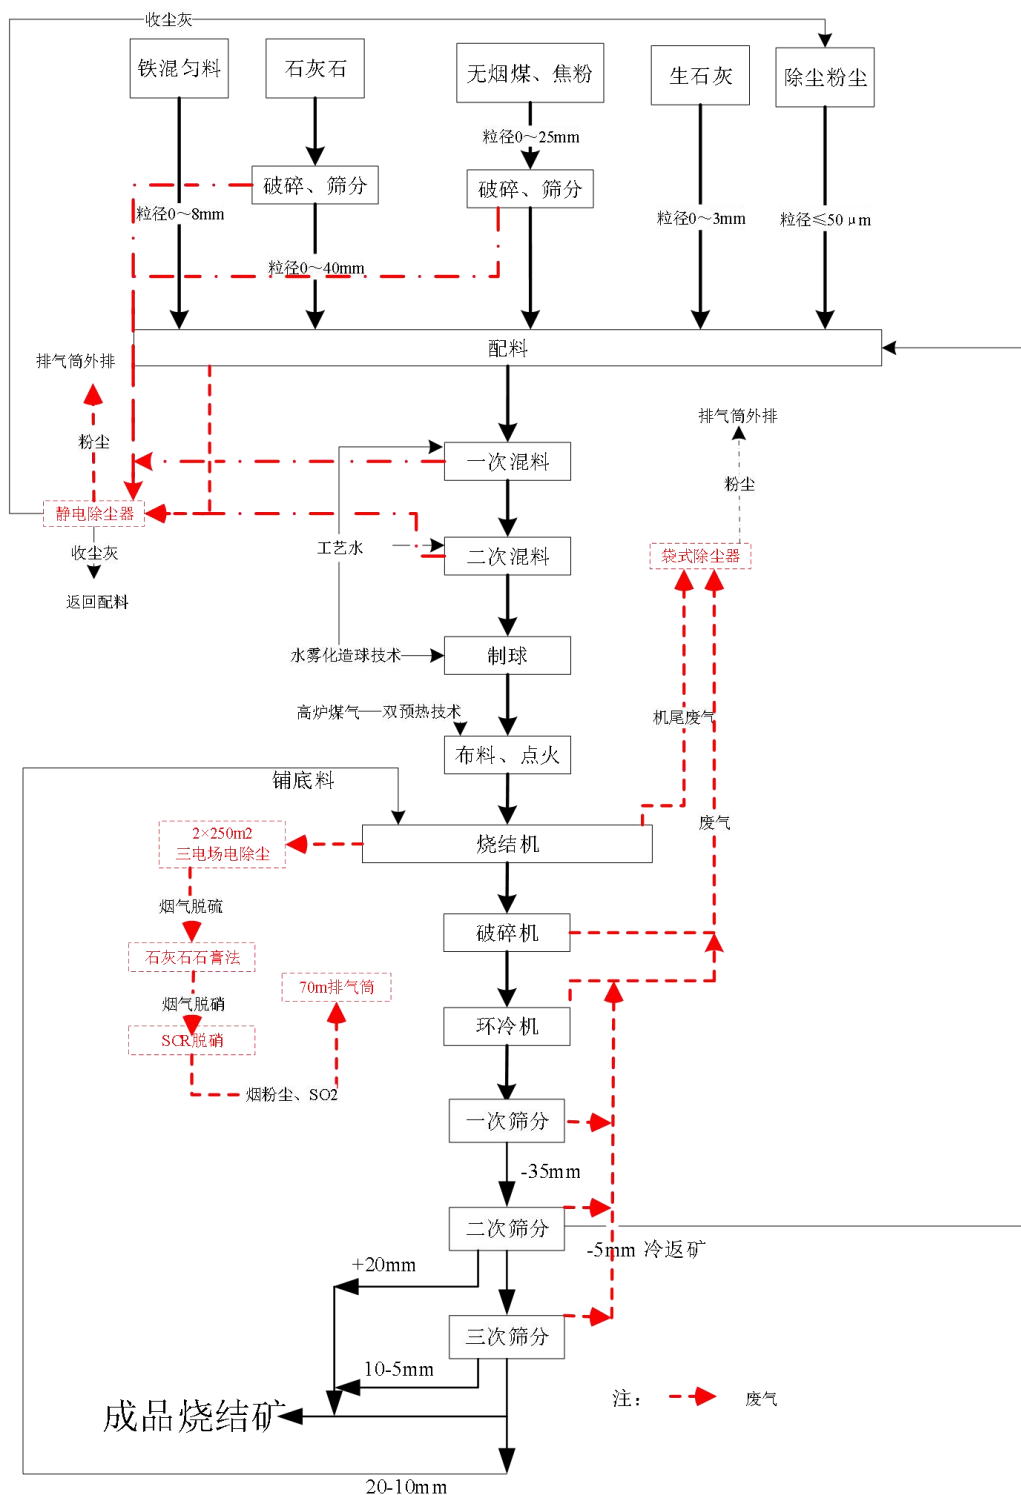 收尘灰
铁混匀料
石灰石
无烟煤、焦粉
生石灰
除尘粉尘
粒径0～25mm
破碎、筛分
破碎、筛分
粒径0～8mm
粒径0～3mm
粒径≤50μm
粒径0～40mm
配料
排气筒外排
排气筒外排
粉尘
一次混料
粉尘
静电除尘器
收尘灰
工艺水
二次混料
袋式除尘器
返回配料
水雾化造球技术
制球
高炉煤气——双预热技术
机尾废气
布料、点火
铺底料
2×250m2
三电场电除尘
烧结机
废气
烟气脱硫
破碎机
石灰石石膏法
70m排气筒
烟气脱硝
环冷机
SCR脱硝
烟粉尘、SO2
一次筛分
-35mm
二次筛分
-5mm 冷返矿
+20mm
三次筛分
10-5mm
注：
废气
成品烧结矿
20-10mm